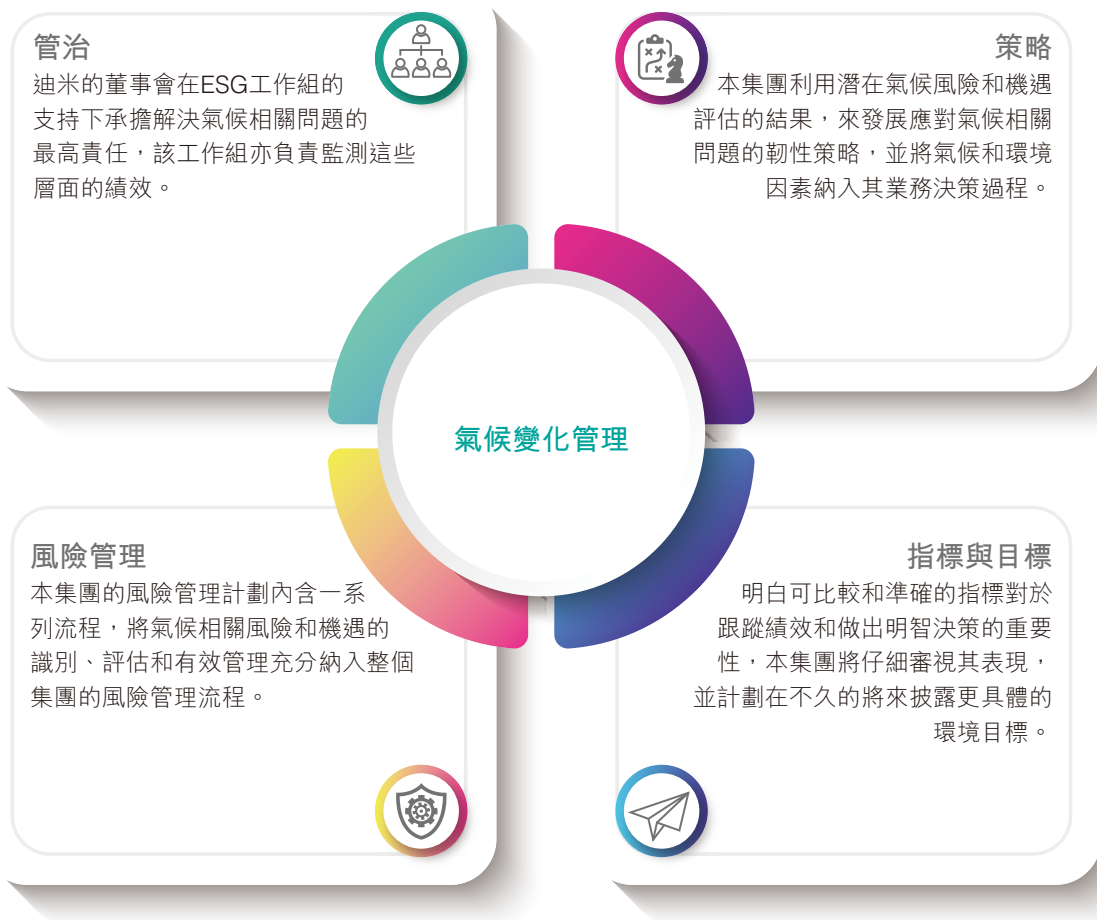 管治
迪米的董事會在ESG工作組的
支持下承擔解決氣候相關問題的
最高責任，該工作組亦負責監測這些
層面的績效。
策略
本集團利用潛在氣候風險和機遇
評估的結果，來發展應對氣候相關
問題的韌性策略，並將氣候和環境
因素納入其業務決策過程。
氣候變化管理
風險管理
本集團的風險管理計劃內含一系
列流程，將氣候相關風險和機遇的
識別、評估和有效管理充分納入整個
集團的風險管理流程。
指標與目標
明白可比較和準確的指標對於
跟蹤績效和做出明智決策的重要
性，本集團將仔細審視其表現，
並計劃在不久的將來披露更具體的
環境目標。